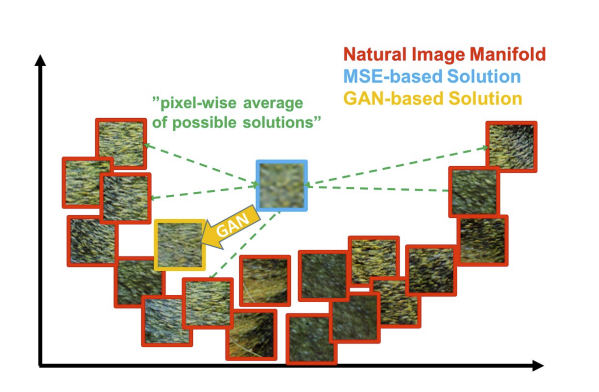 Natural Image Manifold
MSE-based Solution
GAN-based Solution
”pixel-wise average
of possible solutions”
GAN